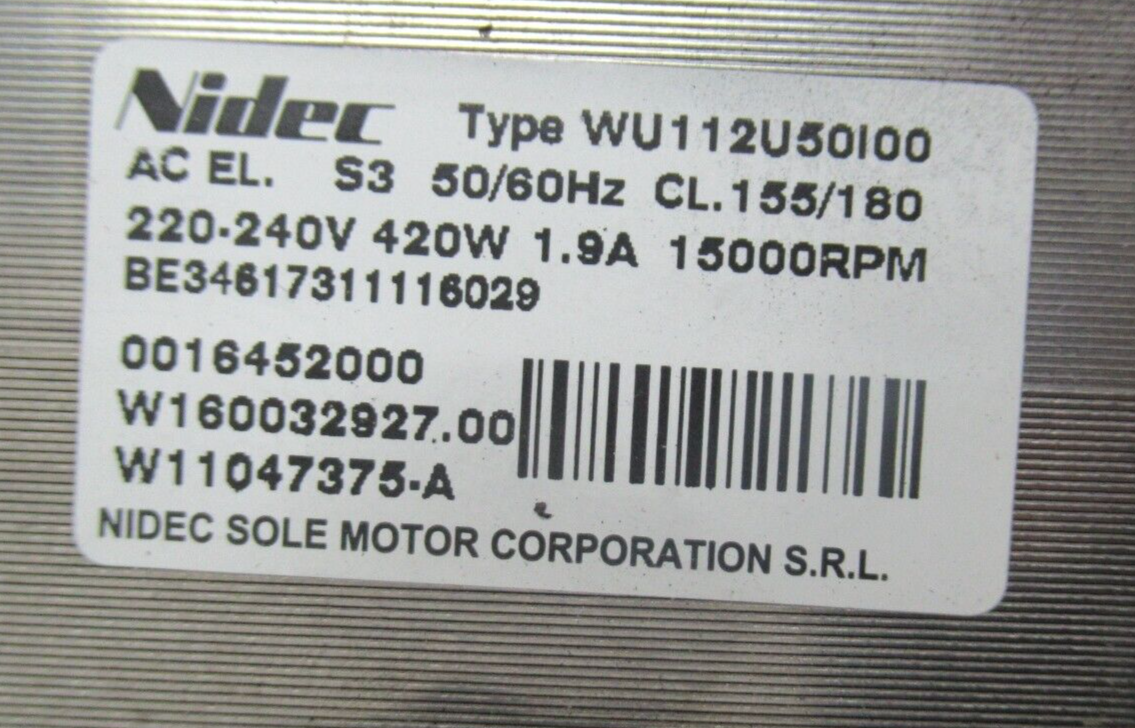 Nidec Type WU112U50I00
AC EL. S3 50/60Hz CL.155/180
220-240V 420W 1.9A 15000RPM
BE34617311116029
0016452000
W160032927.00
W11047375-A
NIDEC SOLE MOTOR CORPORATION S.R.L.